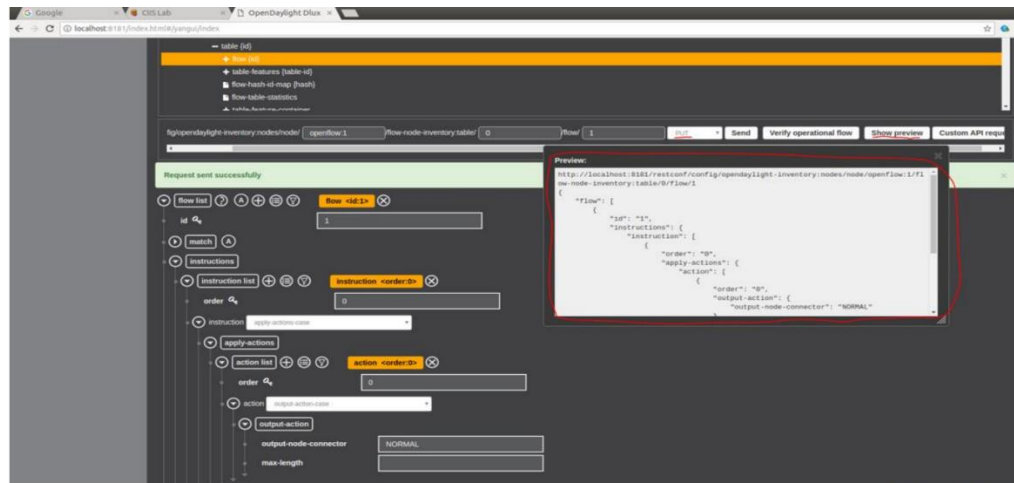 Google
CIIS Lab
OpenDaylight Dlux
localhost:8181/index.html#/yangui/index
table {id}
flow {id}
table-features {table-id}
flow-hash-id-map {hash}
flow-table-statistics
table-feature-container
fig/opendaylight-inventory:nodes/node/ openflow:1 /flow-node-inventory:table/ 0 /flow/ 1 PUT Send Verify operational flow Show preview Custom API reque
Request sent successfully
Preview:
http://localhost:8181/restconf/config/opendaylight-inventory:nodes/node/openflow:1/fl
ow-node-inventory:table/0/flow/1
{
"flow": [
{
"id": "1",
"instructions": {
"instruction": [
{
"order": "0",
"apply-actions": {
"action": [
{
"order": "0",
"output-action": {
"output-node-connector": "NORMAL"
flow list ? A flow <id:1>
id 1
match A
instructions
instruction list instruction <order:0>
order 0
instruction apply-actions-case
apply-actions
action list action <order:0>
order 0
action output-action-case
output-action
output-node-connector NORMAL
max-length